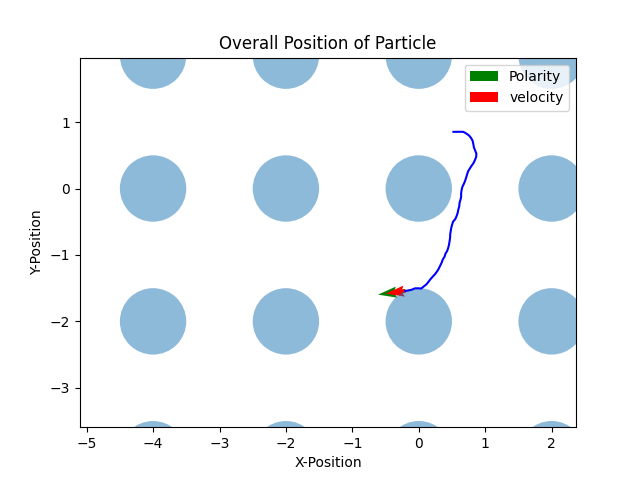 Overall Position of Particle
Polarity
velocity
Y-Position
1
0
−1
−2
−3
−5 −4 −3 −2 −1 0 1 2
X-Position